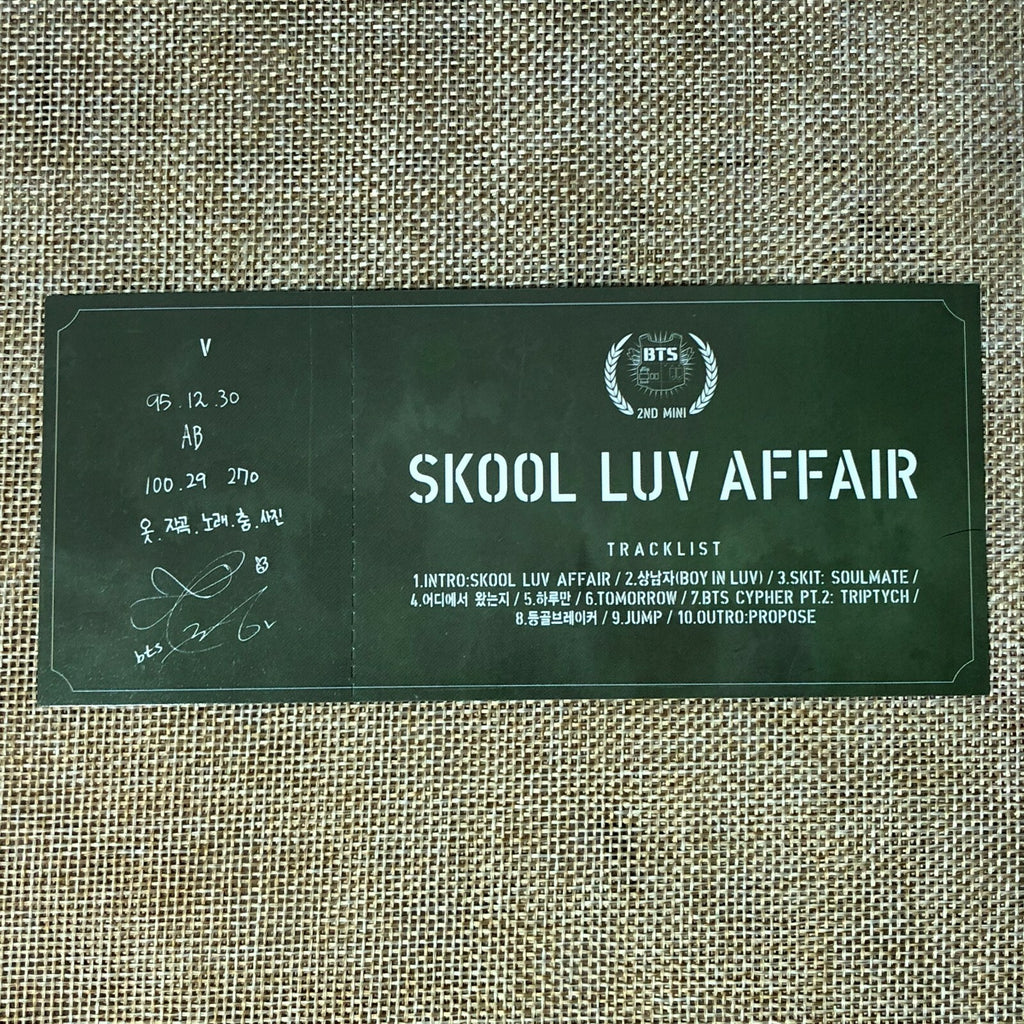 V
95.12.30
AB
100.29 270
옷.작곡.노래.춤.사진
bts
BTS
2ND MINI
SKOOL LUV AFFAIR
TRACKLIST
1.INTRO:SKOOL LUV AFFAIR / 2.상남자(BOY IN LUV) / 3.SKIT: SOULMATE /
4.어디에서 왔는지 / 5.하루만 / 6.TOMORROW / 7.BTS CYPHER PT.2: TRIPTYCH /
8.등골브레이커 / 9.JUMP / 10.OUTRO:PROPOSE